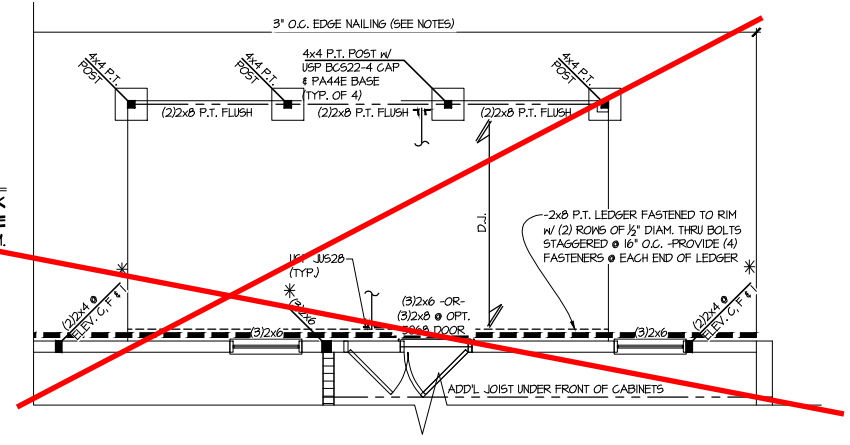 3" O.C. EDGE NAILING (SEE NOTES)
4x4 P.T.
POST
4x4 P.T.
POST
4x4 P.T. POST W/
USP BCS22-4 CAP
& PA44E BASE
(TYP. OF 4)
4x4 P.T.
POST
(2)2x8 P.T. FLUSH
(2)2x8 P.T. FLUSH
(2)2x8 P.T. FLUSH
D.J.
-2x8 P.T. LEDGER FASTENED TO RIM
W/ (2) ROWS OF 1/2" DIAM. THRU BOLTS
STAGGERED @ 16" O.C. -PROVIDE (4)
FASTENERS @ EACH END OF LEDGER
USP JUS28
(TYP.)
*
(2)2x4 @
ELEV. C, F & T
*
(3)2x6
(3)2x6 -OR-
(3)2x8 @ OPT.
DOOR
*
(2)2x4 @
ELEV. C, F & T
(3)2x6
(3)2x6
ADD'L JOIST UNDER FRONT OF CABINETS